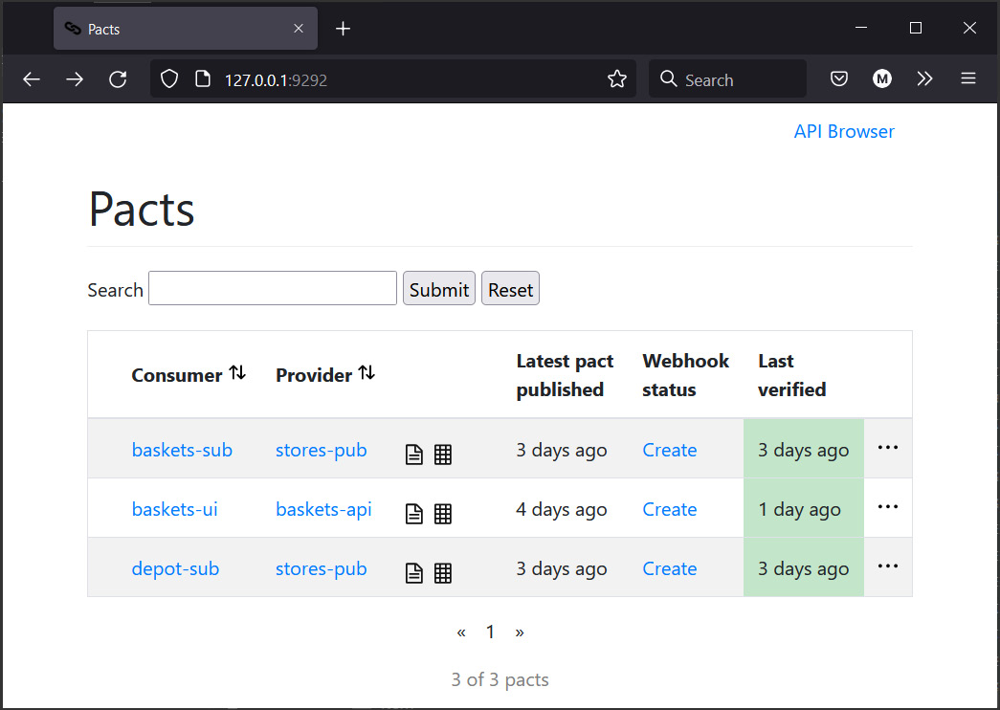 Pacts
127.0.0.1:9292
Search
M
API Browser
Pacts
Search Submit Reset
Consumer Provider Latest pact published Webhook status Last verified
baskets-sub stores-pub 3 days ago Create 3 days ago ...
baskets-ui baskets-api 4 days ago Create 1 day ago ...
depot-sub stores-pub 3 days ago Create 3 days ago ...
« 1 »
3 of 3 pacts